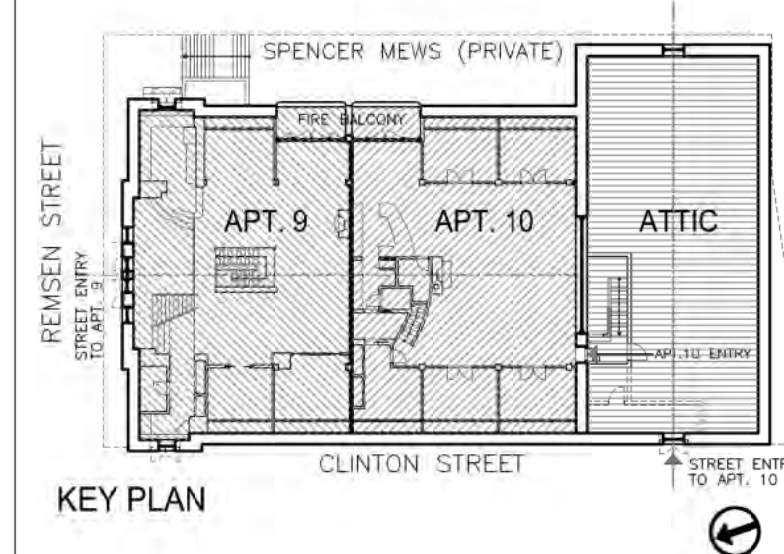 SPENCER MEWS (PRIVATE)
FIRE BALCONY
REMSEN STREET
STREET ENTRY
TO APT. 9
APT. 9
APT. 10
ATTIC
APT.10 ENTRY
CLINTON STREET
STREET ENTR
TO APT. 10
KEY PLAN